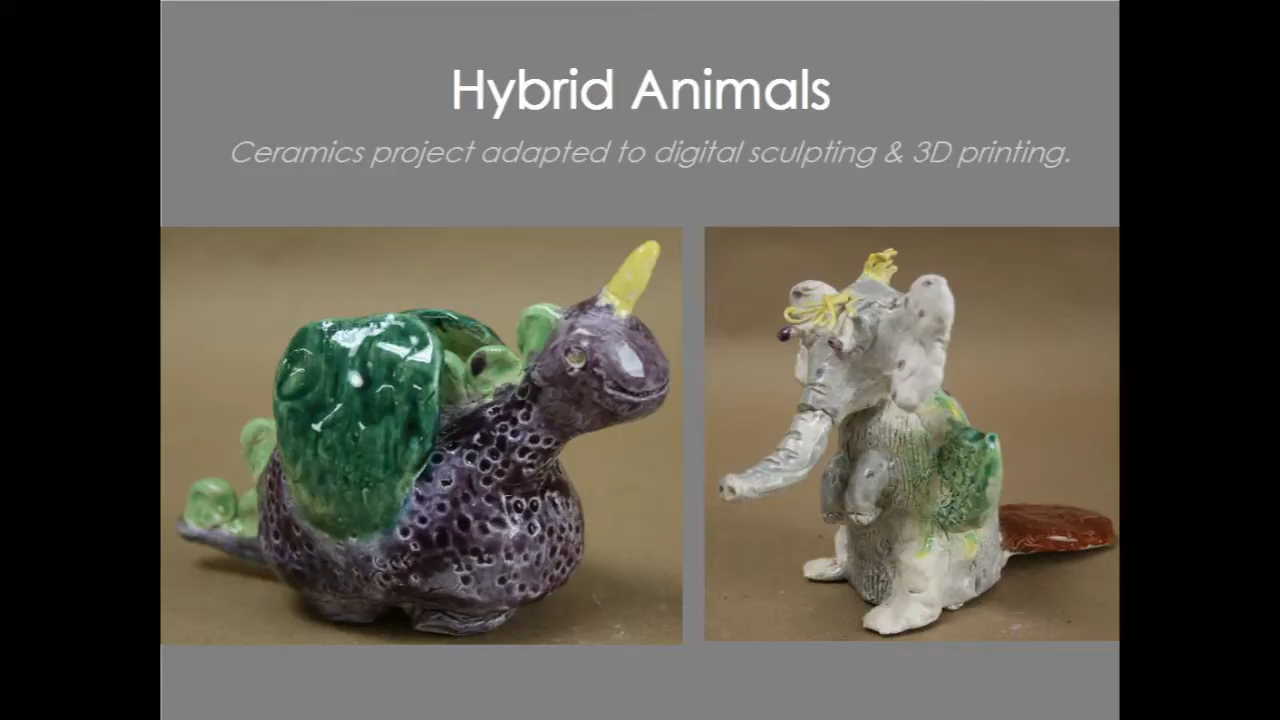 Hybrid Animals
Ceramics project adapted to digital sculpting & 3D printing.